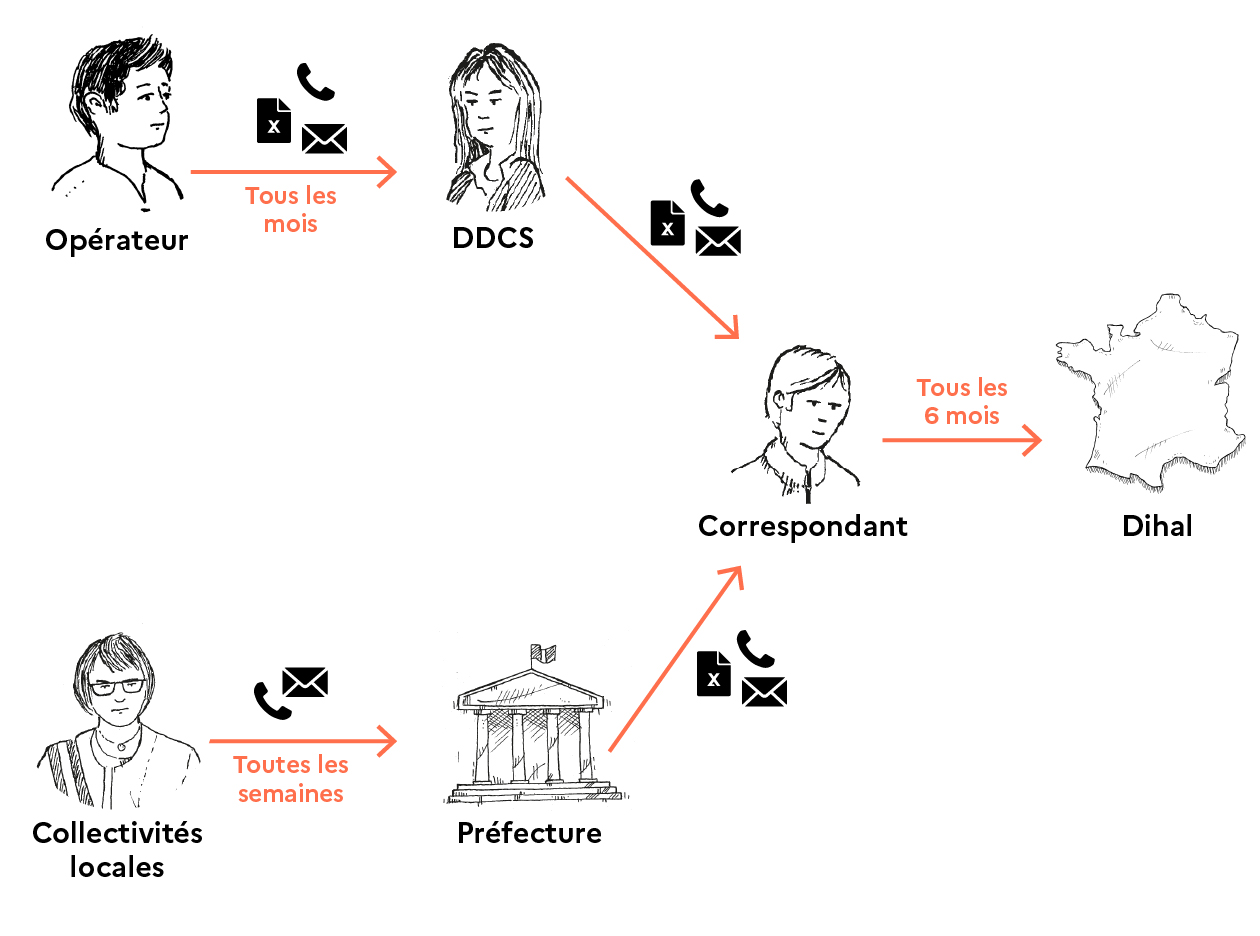 Tous les
mois
Opérateur
DDCS
X
X
Tous les
6 mois
Correspondant
Dihal
X
Toutes les
semaines
Collectivités
locales
Préfecture